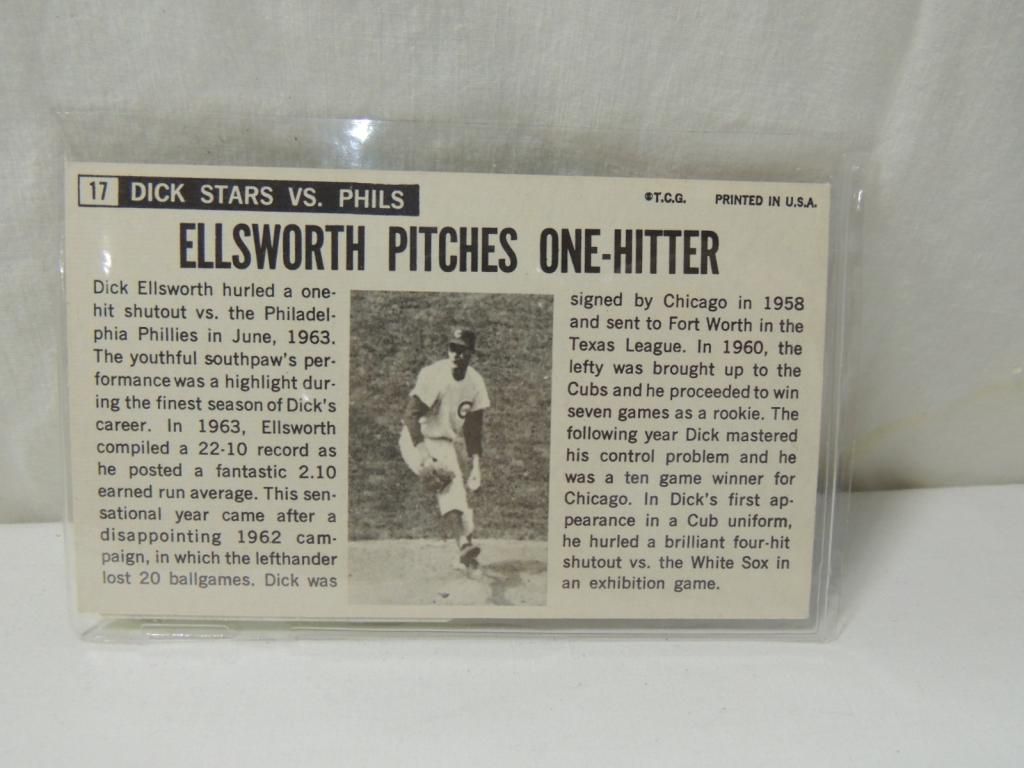 17 DICK STARS VS. PHILS
©T.C.G. PRINTED IN U.S.A.
ELLSWORTH PITCHES ONE-HITTER
Dick Ellsworth hurled a one-
hit shutout vs. the Philadel-
phia Phillies in June, 1963.
The youthful southpaw's per-
formance was a highlight dur-
ing the finest season of Dick's
career. In 1963, Ellsworth
compiled a 22-10 record as
he posted a fantastic 2.10
earned run average. This sen-
sational year came after a
disappointing 1962 cam-
paign, in which the lefthander
lost 20 ballgames. Dick was
signed by Chicago in 1958
and sent to Fort Worth in the
Texas League. In 1960, the
lefty was brought up to the
Cubs and he proceeded to win
seven games as a rookie. The
following year Dick mastered
his control problem and he
was a ten game winner for
Chicago. In Dick's first ap-
pearance in a Cub uniform,
he hurled a brilliant four-hit
shutout vs. the White Sox in
an exhibition game.